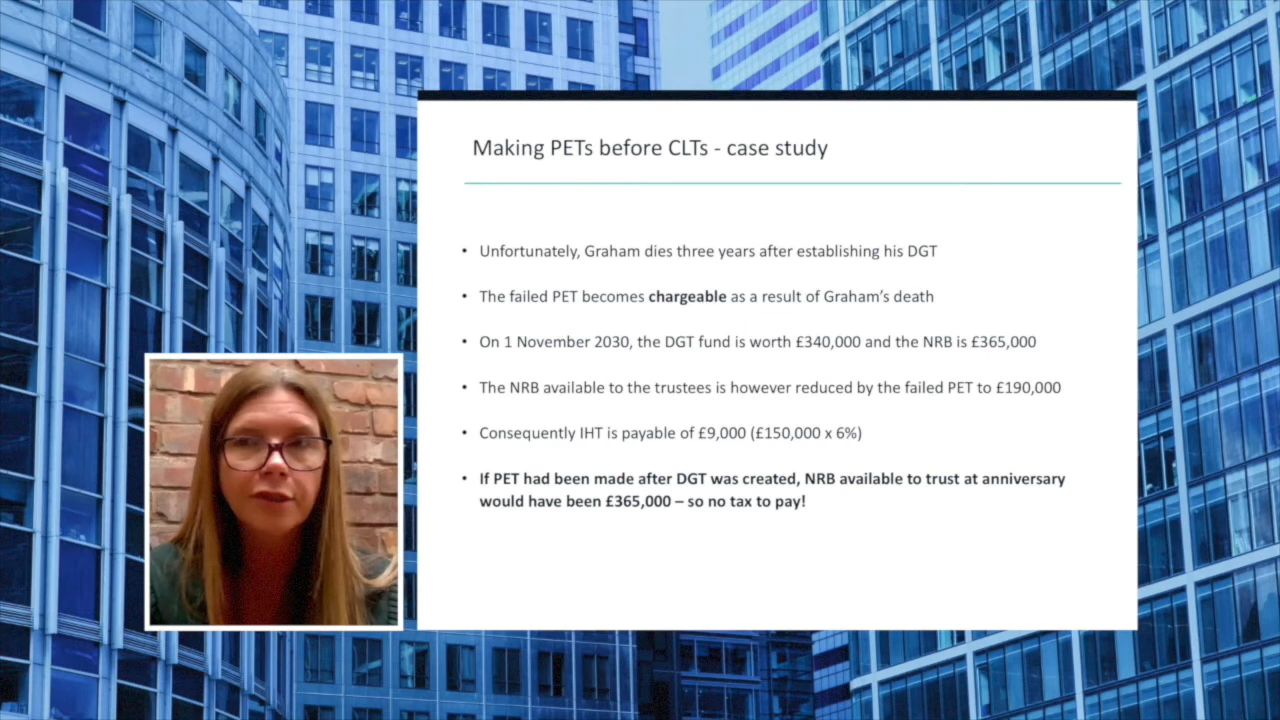 Making PETs before CLTs - case study
• Unfortunately, Graham dies three years after establishing his DGT
• The failed PET becomes chargeable as a result of Graham's death
• On 1 November 2030, the DGT fund is worth £340,000 and the NRB is £365,000
• The NRB available to the trustees is however reduced by the failed PET to £190,000
• Consequently IHT is payable of £9,000 (£150,000 x 6%)
• If PET had been made after DGT was created, NRB available to trust at anniversary
would have been £365,000 – so no tax to pay!